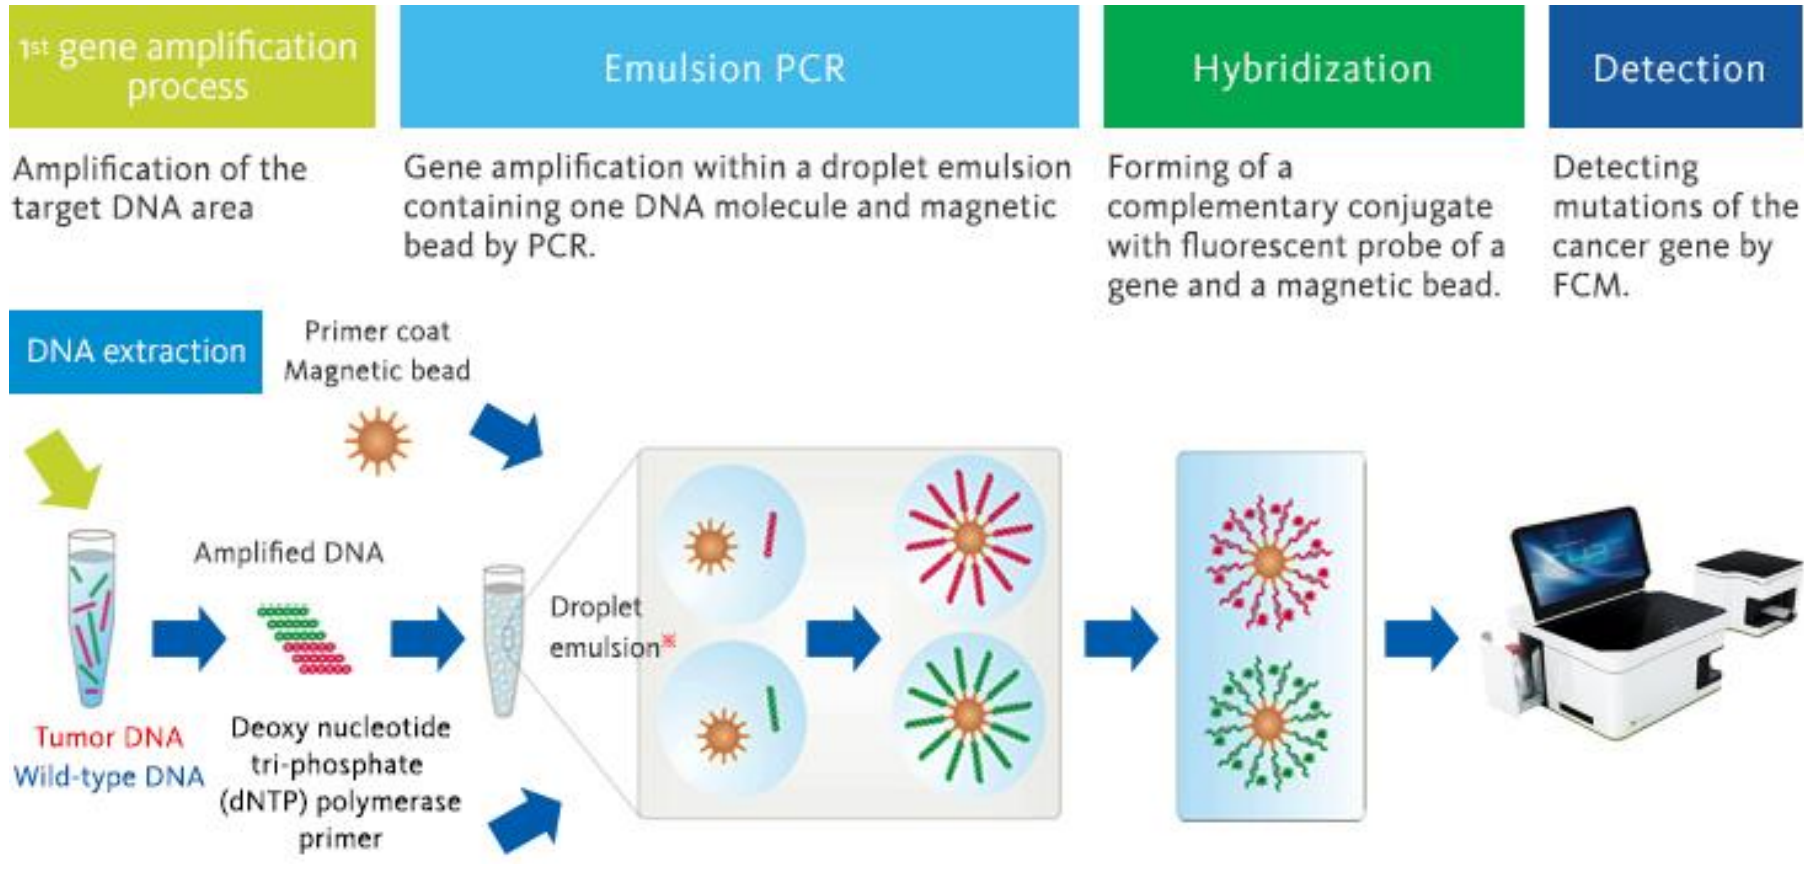 1st gene amplification
process
Emulsion PCR
Hybridization
Detection
Amplification of the
target DNA area
Gene amplification within a droplet emulsion
containing one DNA molecule and magnetic
bead by PCR.
Forming of a
complementary conjugate
with fluorescent probe of a
gene and a magnetic bead.
Detecting
mutations of the
cancer gene by
FCM.
DNA extraction
Primer coat
Magnetic bead
Amplified DNA
Droplet
emulsion※
Tumor DNA
Wild-type DNA
Deoxy nucleotide
tri-phosphate
(dNTP) polymerase
primer